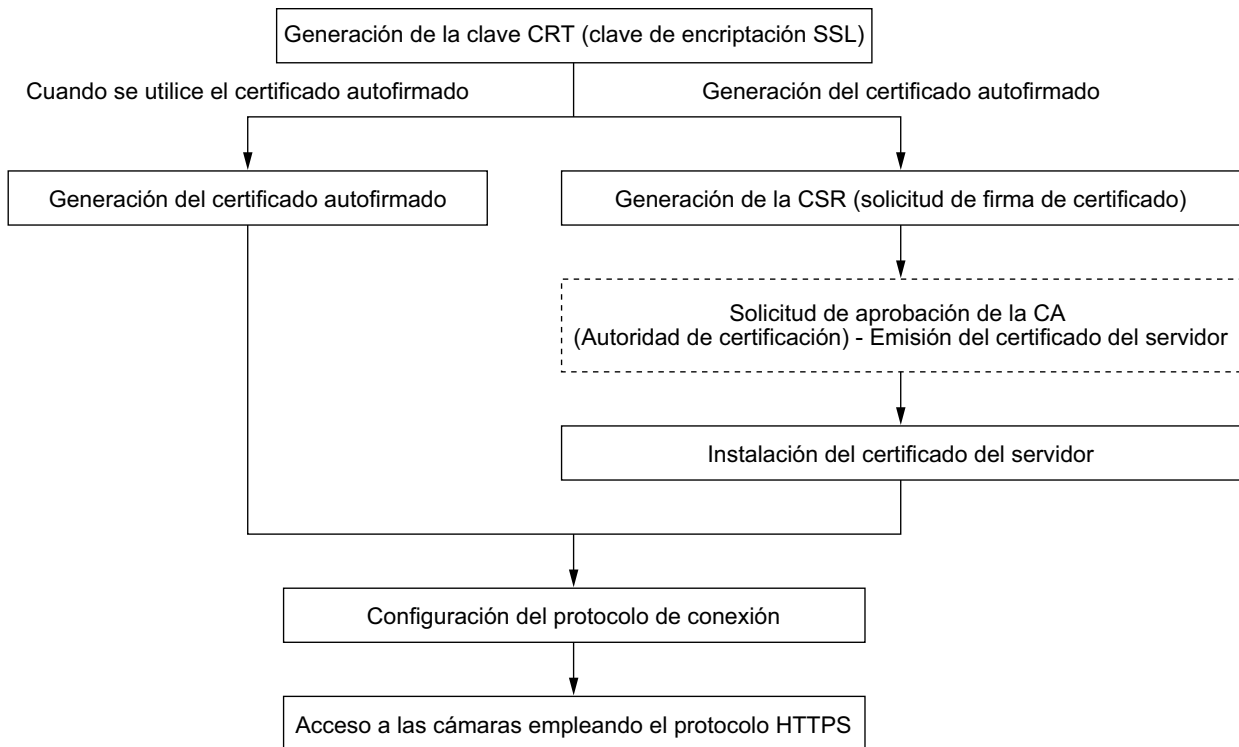 Generación de la clave CRT (clave de encriptación SSL)
Cuando se utilice el certificado autofirmado
Generación del certificado autofirmado
Generación del certificado autofirmado
Generación de la CSR (solicitud de firma de certificado)
Solicitud de aprobación de la CA
(Autoridad de certificación) - Emisión del certificado del servidor
Instalación del certificado del servidor
Configuración del protocolo de conexión
Acceso a las cámaras empleando el protocolo HTTPS